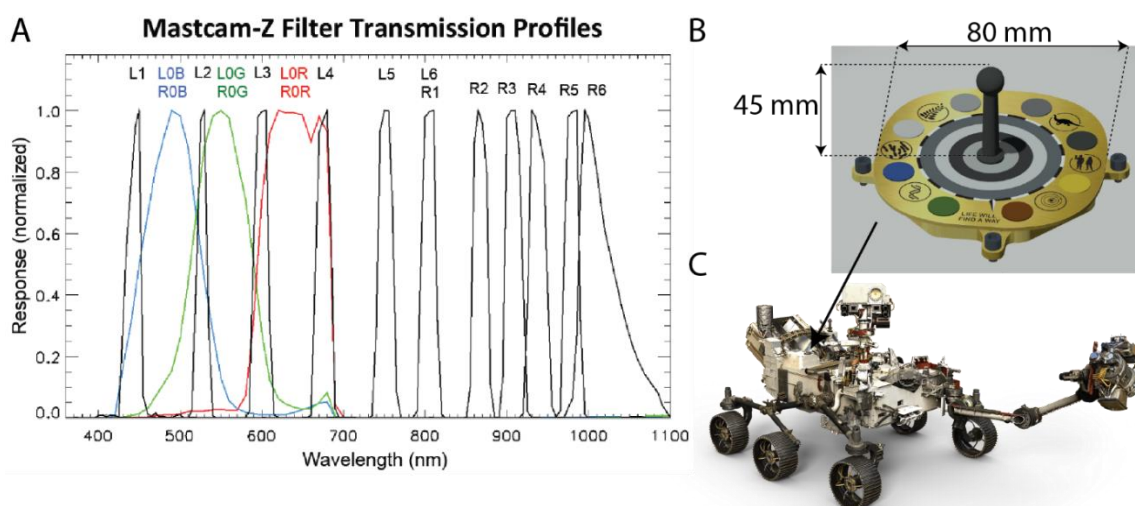 A
Mastcam-Z Filter Transmission Profiles
L1 L0B L2 L0G L3 L0R L4 L5 L6 R2 R3 R4 R5 R6
R0B R0G R0R R1
Response (normalized)
1.0
0.8
0.6
0.4
0.2
0.0
400 500 600 700 800 900 1000 1100
Wavelength (nm)
B
80 mm
45 mm
LIFE WILL
FIND A WAY
C